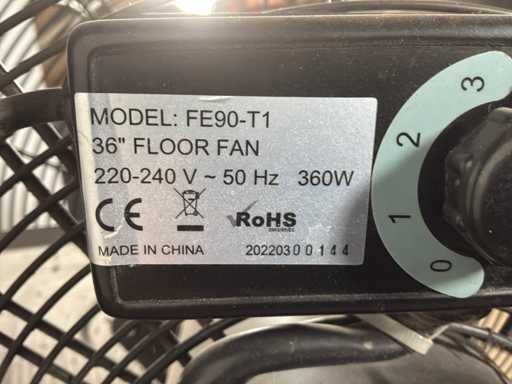 MODEL: FE90-T1
36" FLOOR FAN
220-240 V ~ 50 Hz 360W
CE RoHS
MADE IN CHINA 20220300144
3
2
1
0